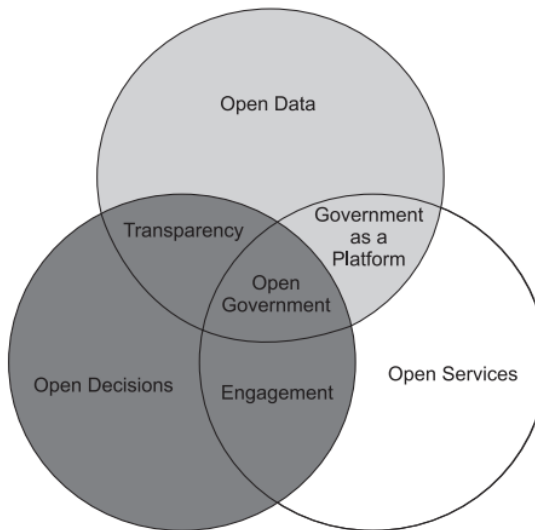 Open Data
Transparency
Government
as a
Platform
Open
Government
Open Decisions
Engagement
Open Services